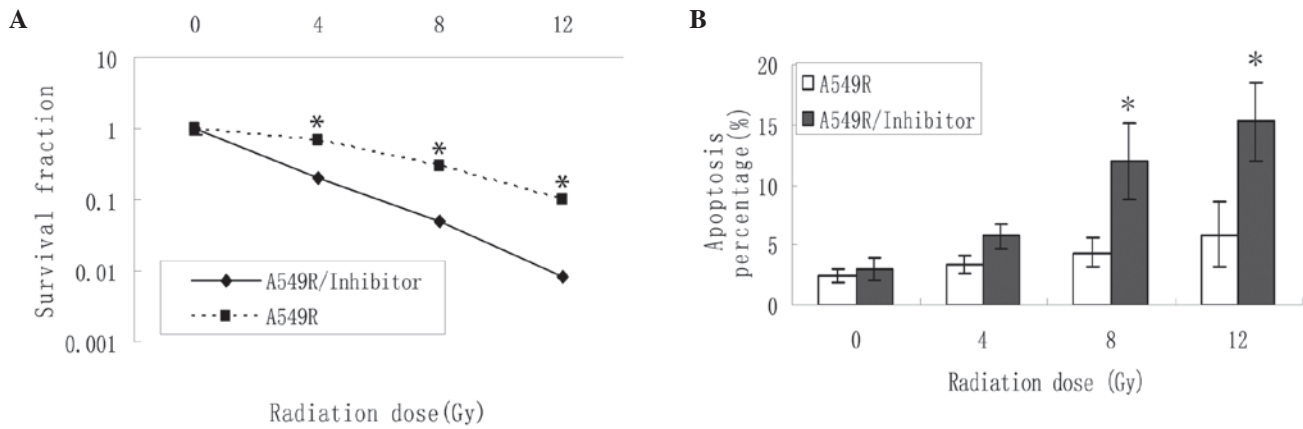 A
0 4 8 12
10
1
0.1
0.01
0.001
Survival fraction
* * *
A549R/Inhibitor
A549R
Radiation dose(Gy)
B
20
15
10
5
0
Apoptosis
percentage(%)
A549R
A549R/Inhibitor
* *
0 4 8 12
Radiation dose (Gy)